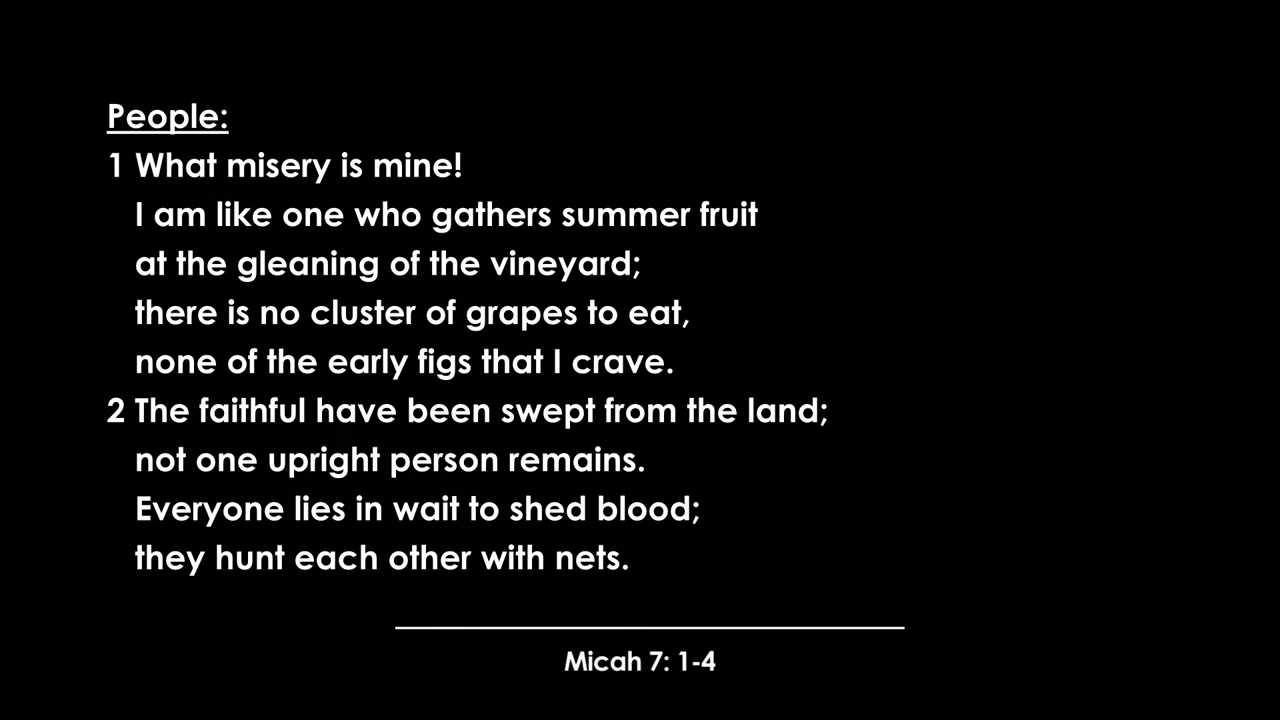 People:
1 What misery is mine!
I am like one who gathers summer fruit
at the gleaning of the vineyard;
there is no cluster of grapes to eat,
none of the early figs that I crave.
2 The faithful have been swept from the land;
not one upright person remains.
Everyone lies in wait to shed blood;
they hunt each other with nets.
Micah 7: 1-4